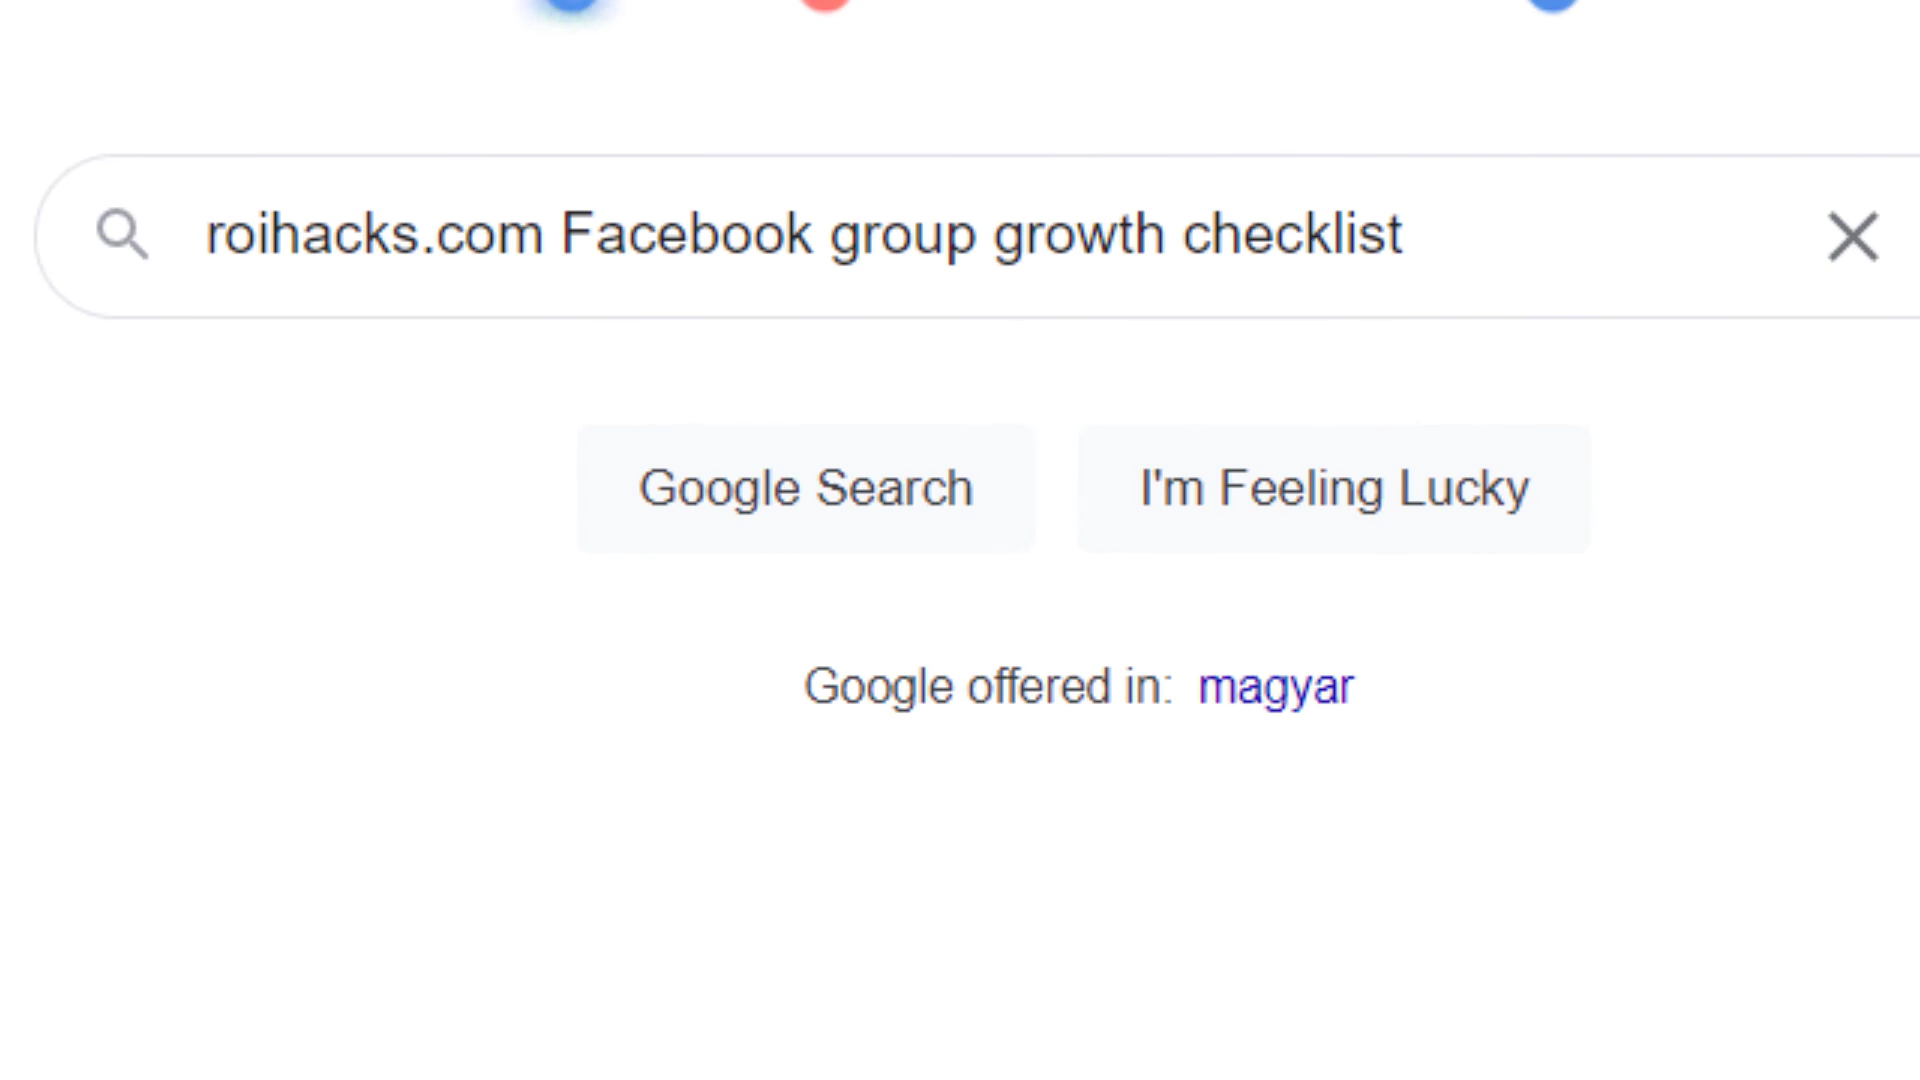 roihacks.com Facebook group growth checklist
Google Search
I'm Feeling Lucky
Google offered in: magyar